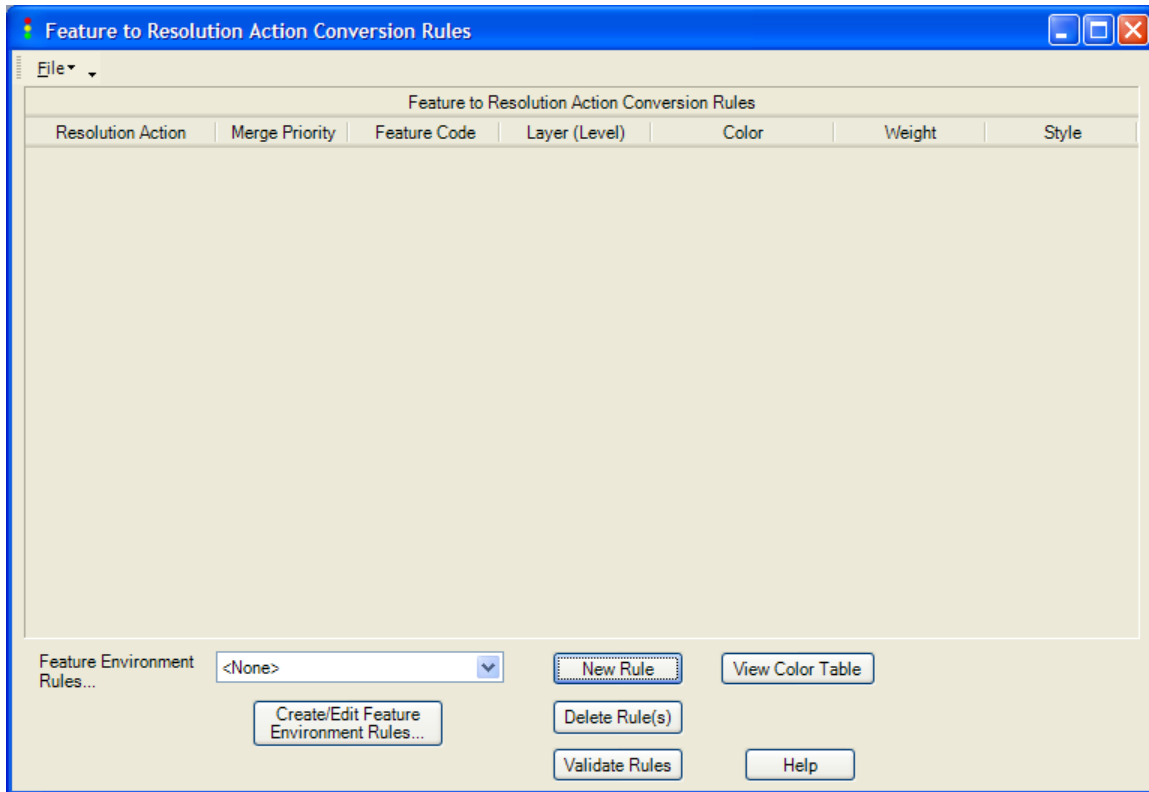 Feature to Resolution Action Conversion Rules
File
Feature to Resolution Action Conversion Rules
Resolution Action Merge Priority Feature Code Layer (Level) Color Weight Style
Feature Environment
Rules...
<None>
New Rule
View Color Table
Create/Edit Feature
Environment Rules...
Delete Rule(s)
Validate Rules
Help